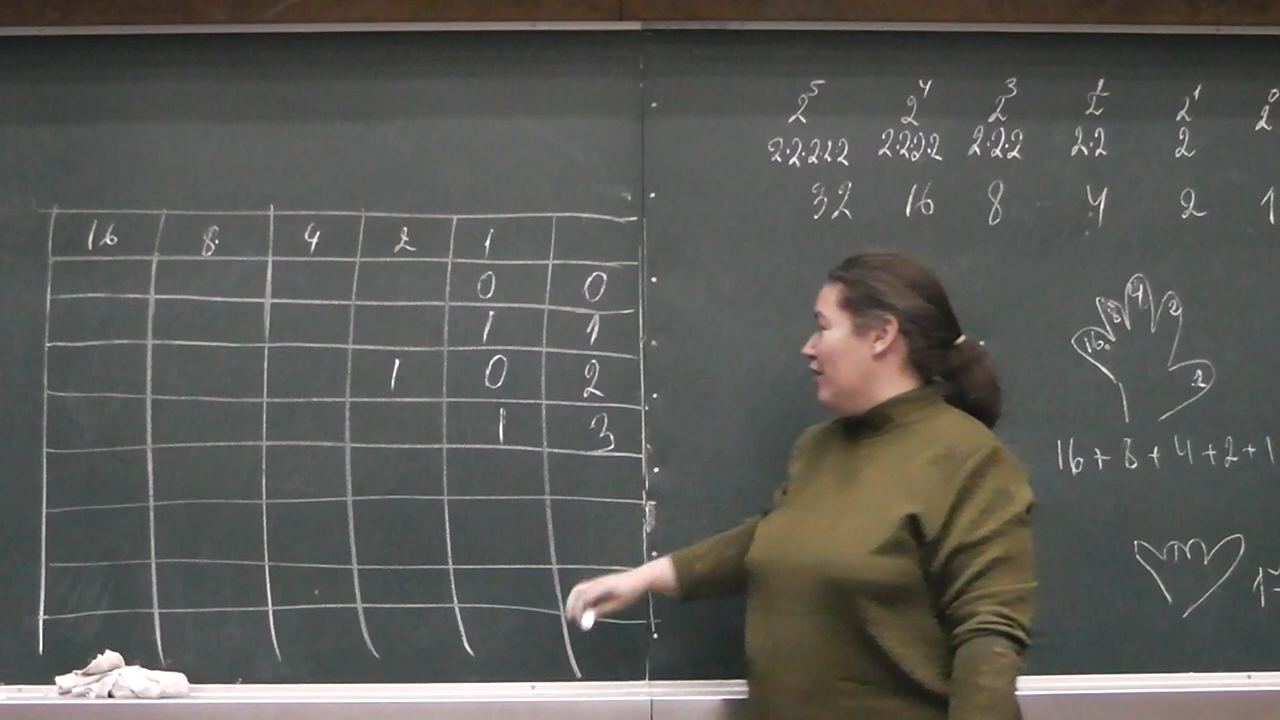 16 8 4 2 1
0 0
1 1
1 0 2
1 3
2⁵ 2⁴ 2³ 2² 2¹ 2⁰
2·2·2·2·2 2·2·2·2 2·2·2 2·2 2
32 16 8 4 2 1
16 8 4 2
16+8+4+2+1